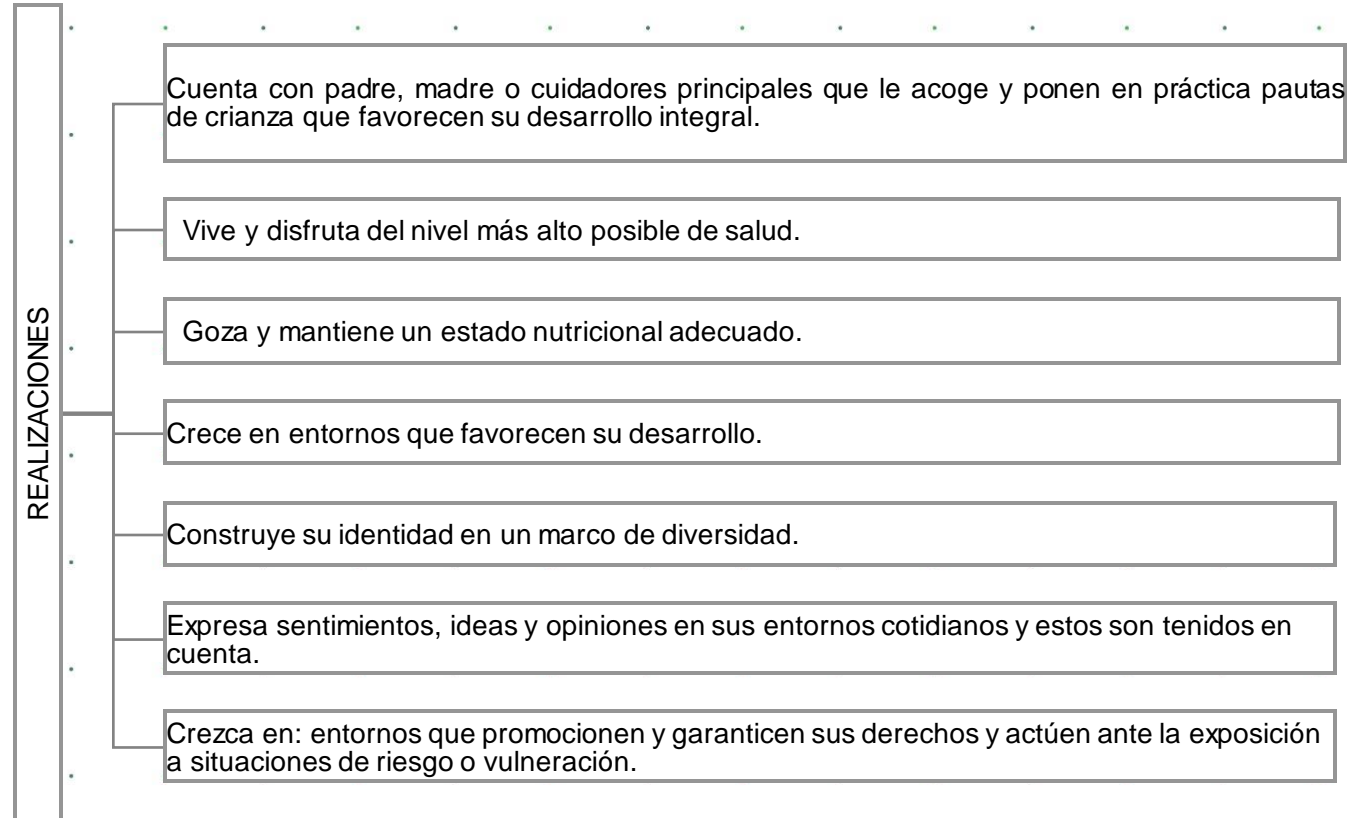 REALIZACIONES
Cuenta con padre, madre o cuidadores principales que le acoge y ponen en práctica pautas
de crianza que favorecen su desarrollo integral.
Vive y disfruta del nivel más alto posible de salud.
Goza y mantiene un estado nutricional adecuado.
Crece en entornos que favorecen su desarrollo.
Construye su identidad en un marco de diversidad.
Expresa sentimientos, ideas y opiniones en sus entornos cotidianos y estos son tenidos en
cuenta.
Crezca en: entornos que promocionen y garanticen sus derechos y actúen ante la exposición
a situaciones de riesgo o vulneración.